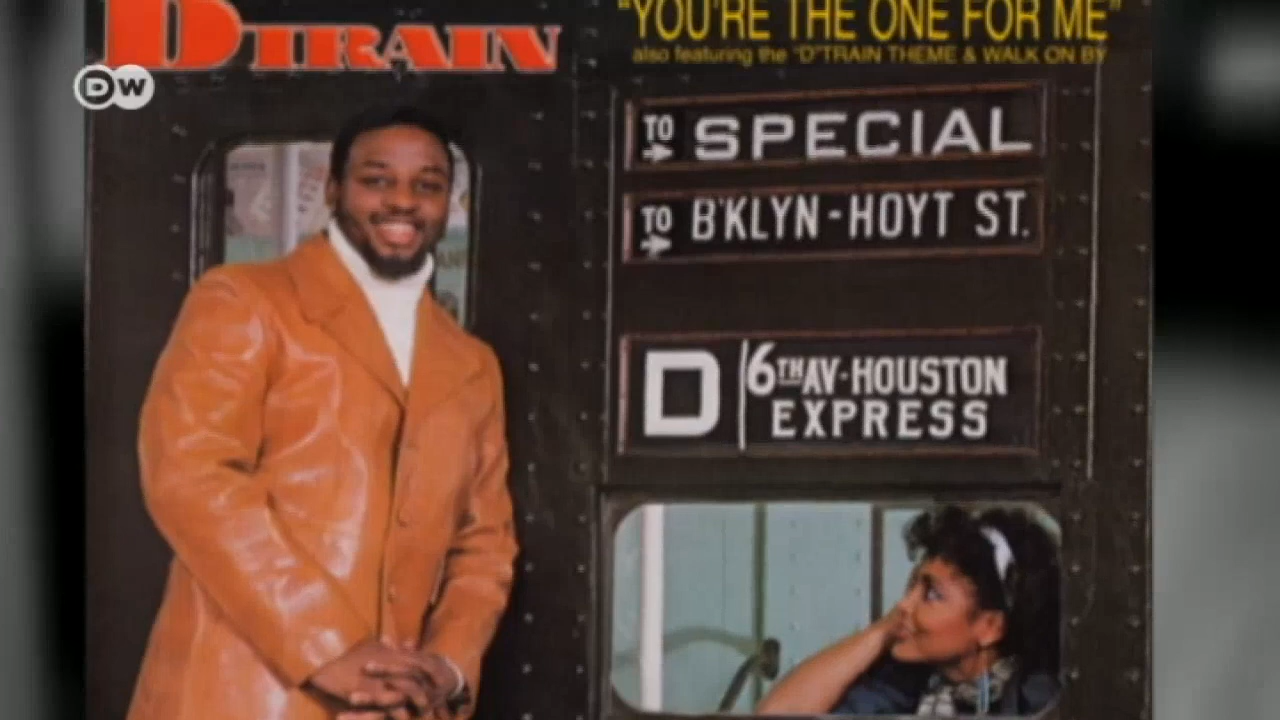 D TRAIN
"YOU'RE THE ONE FOR ME"
also featuring the "D" TRAIN THEME & WALK ON BY
DW
TO SPECIAL
TO B'KLYN-HOYT ST.
D 6TH AV-HOUSTON
EXPRESS